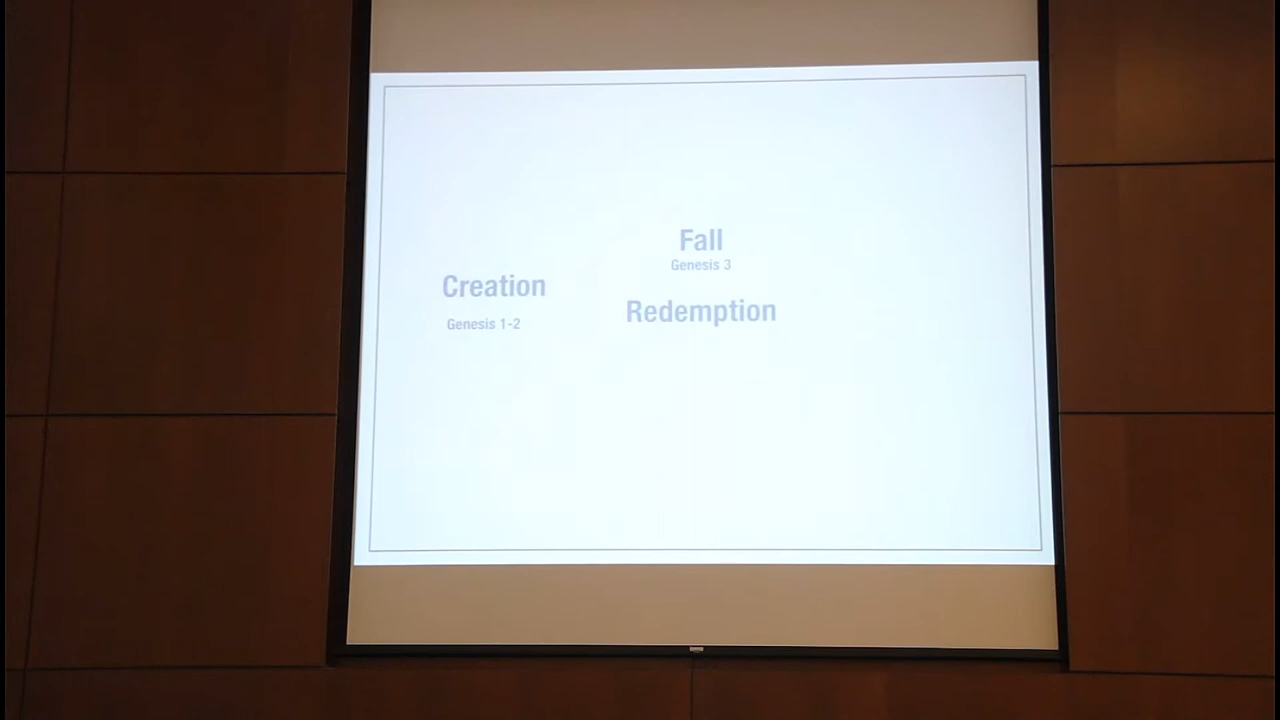 Creation
Genesis 1-2
Fall
Genesis 3
Redemption